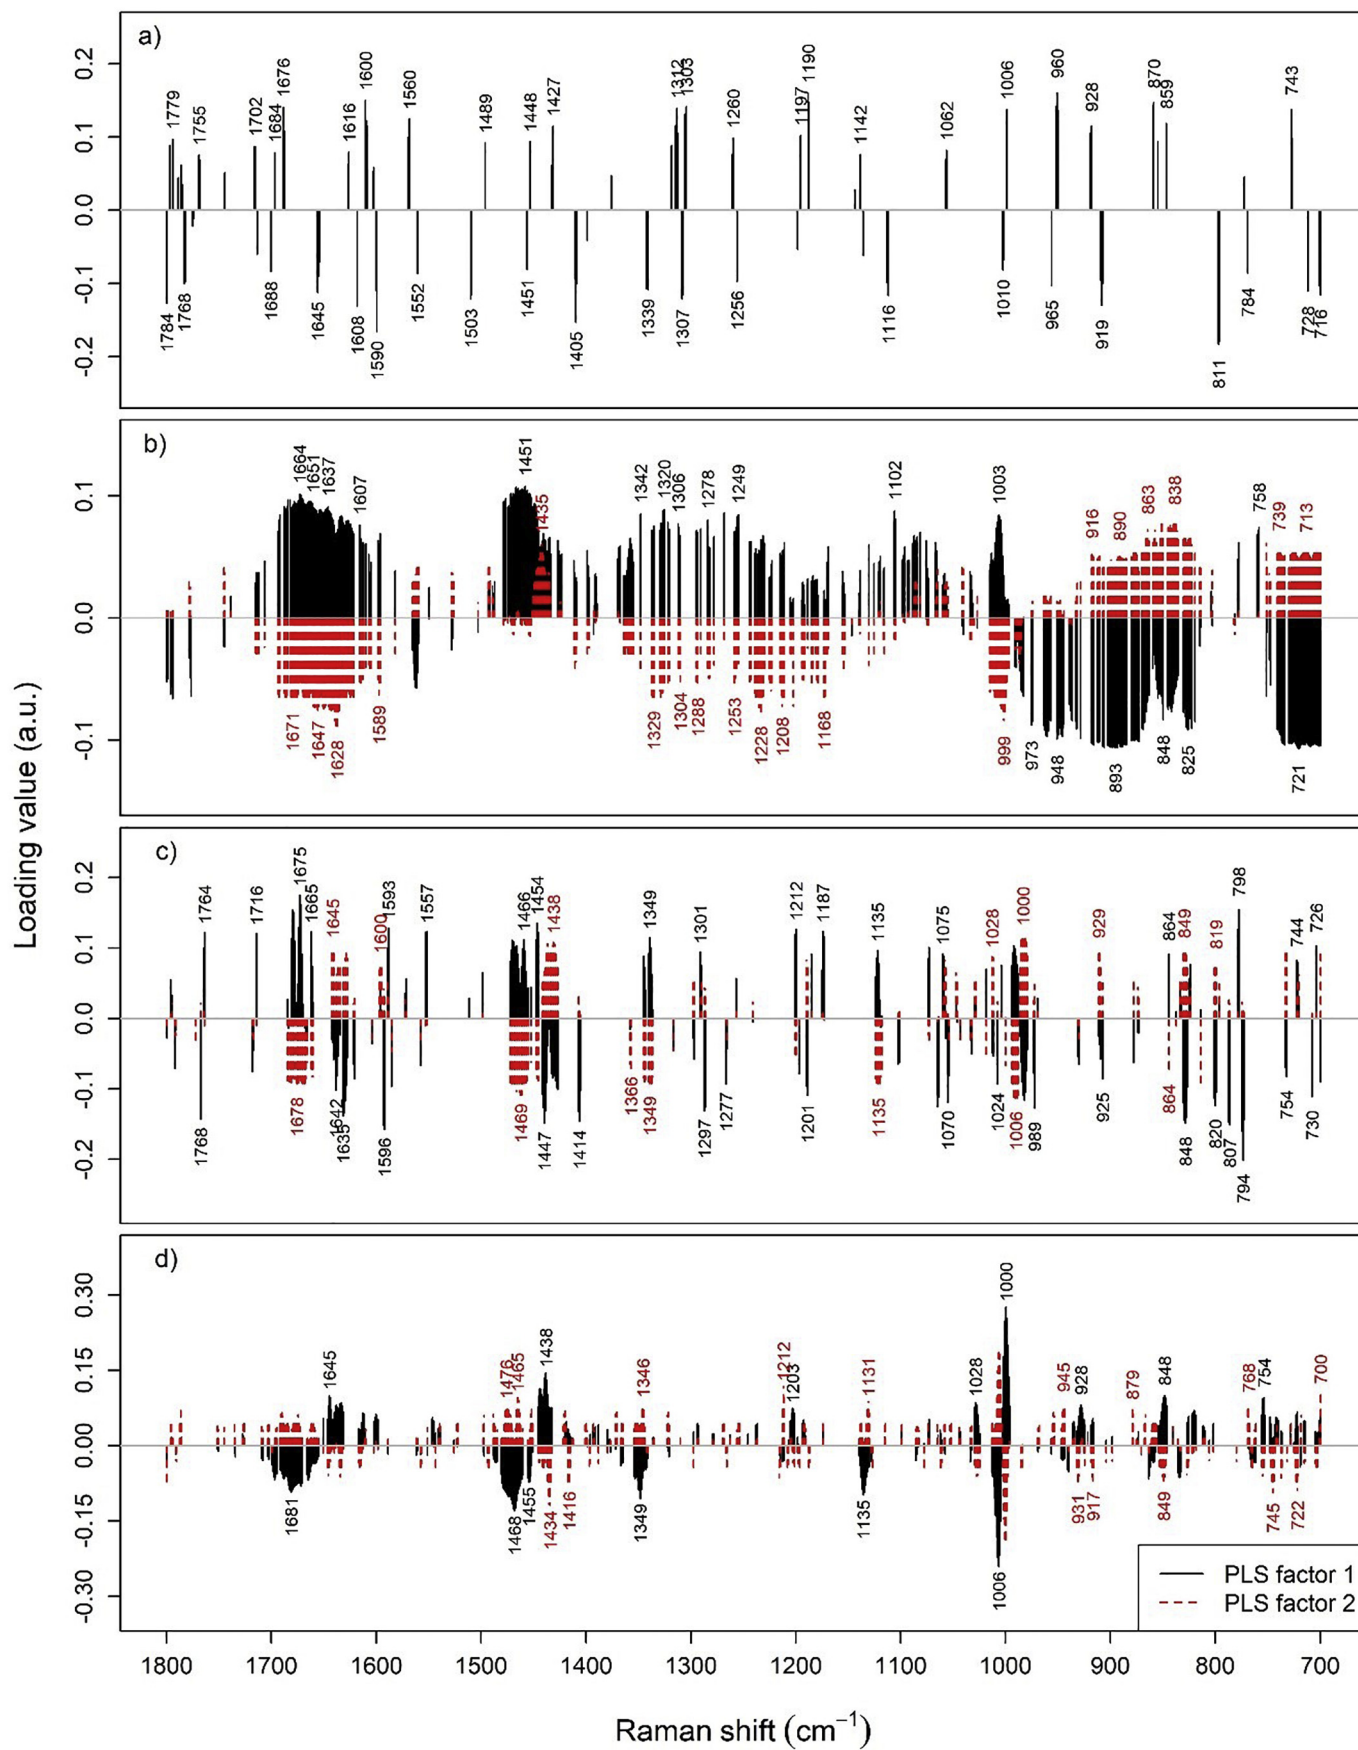 a)
0.2
0.1
0.0
-0.1
-0.2
1779 1755 1702 1684 1676 1616 1600 1560 1489 1448 1427 1312 1303 1260 1197 1190 1142 1062 1006 960 928 870 859 743
1784 1768 1688 1645 1608 1590 1552 1503 1451 1405 1339 1307 1256 1116 1010 965 919 811 784 728 716
b)
0.1
0.0
-0.1
1664 1651 1637 1607 1451 1435 1342 1320 1306 1278 1249 1102 1003 916 890 863 838 758 739 713
1671 1647 1628 1589 1329 1304 1288 1253 1228 1208 1168 999 973 948 893 848 825 721
c)
0.2
0.1
0.0
-0.1
-0.2
1764 1716 1675 1665 1645 1600 1593 1557 1466 1454 1438 1349 1301 1212 1187 1135 1075 1028 1000 929 864 849 819 798 744 726
1768 1678 1642 1635 1596 1469 1447 1414 1366 1349 1297 1277 1201 1135 1070 1024 1006 989 925 864 848 820 807 794 754 730
d)
0.30
0.15
0.00
-0.15
-0.30
1645 1476 1465 1438 1346 1212 1203 1131 1028 1000 945 928 879 848 768 754 700
1681 1468 1455 1434 1416 1349 1135 1006 931 917 849 745 722
PLS factor 1
PLS factor 2
1800 1700 1600 1500 1400 1300 1200 1100 1000 900 800 700
Raman shift (cm⁻¹)
Loading value (a.u.)